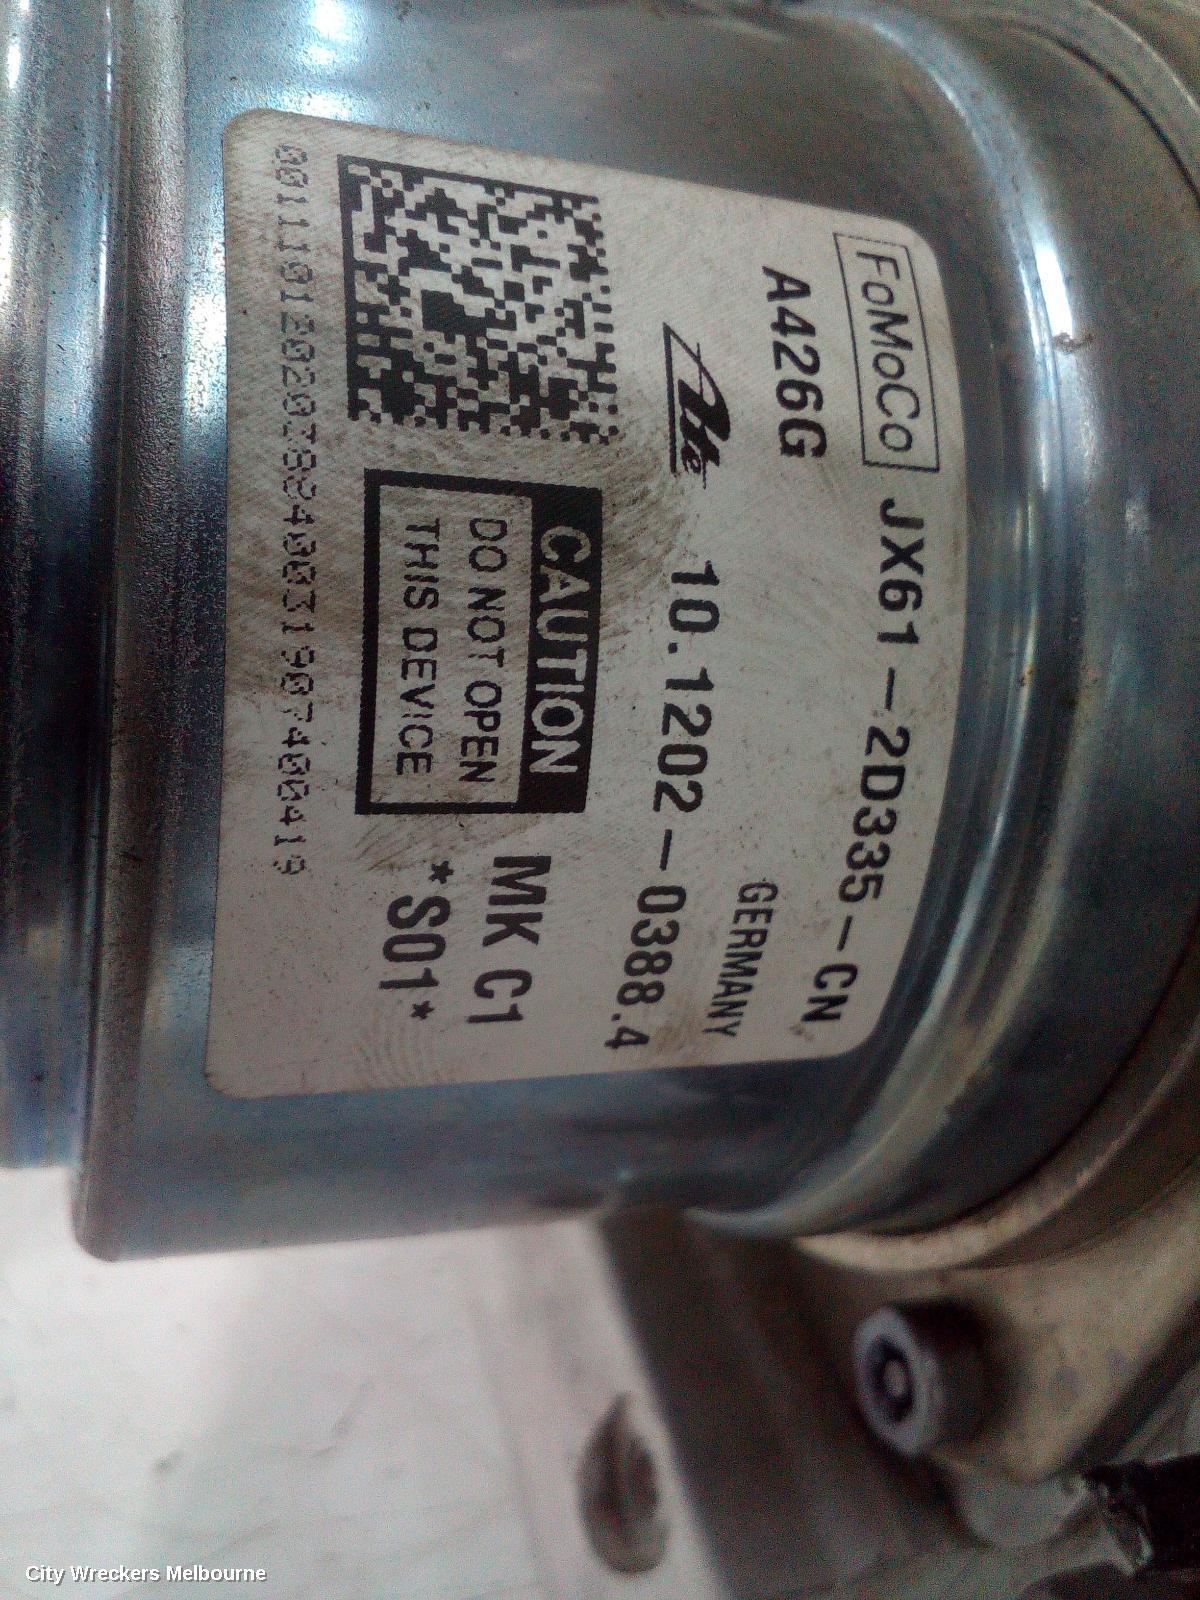 FoMoCo JX61-2D335-CN
A426G
GERMANY
Ate 10.1202-0388.4
CAUTION
DO NOT OPEN
THIS DEVICE
MK C1
*S01*
City Wreckers Melbourne